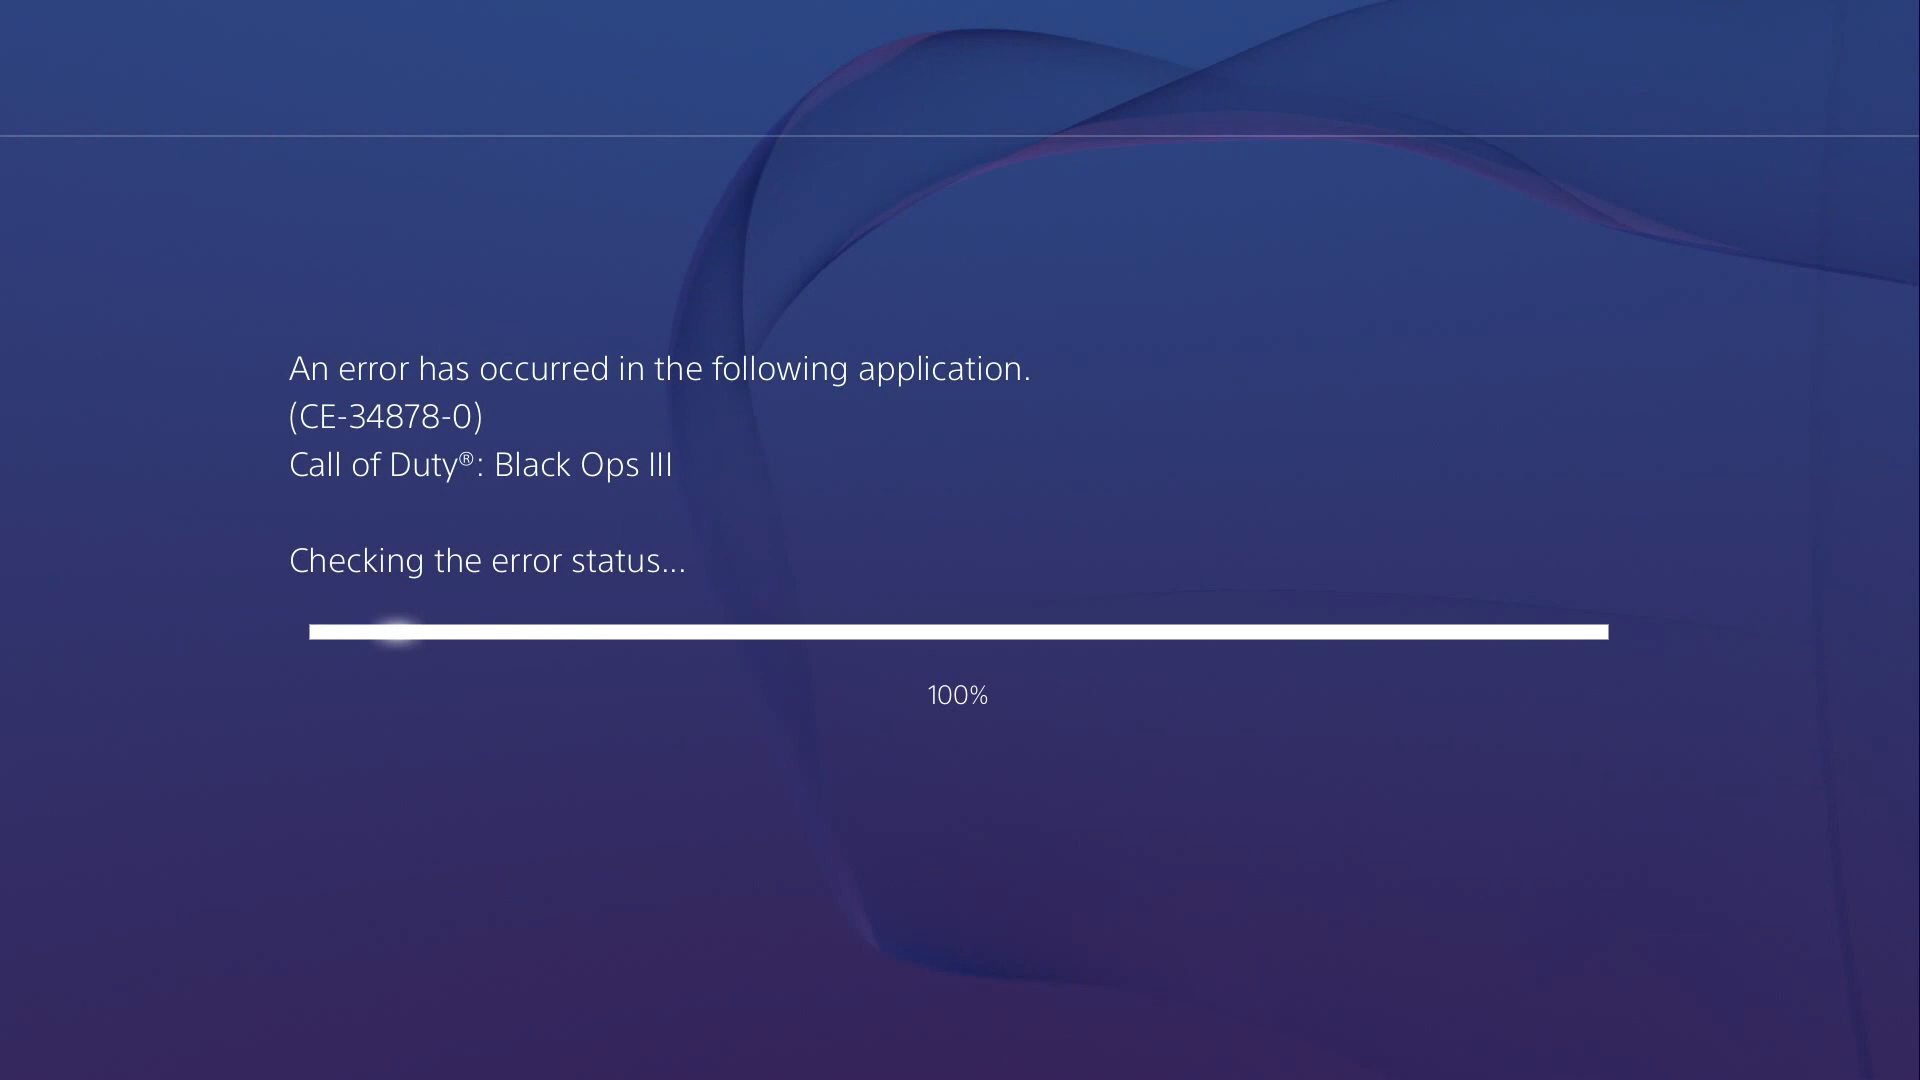 An error has occurred in the following application.
(CE-34878-0)
Call of Duty®: Black Ops III
Checking the error status...
100%